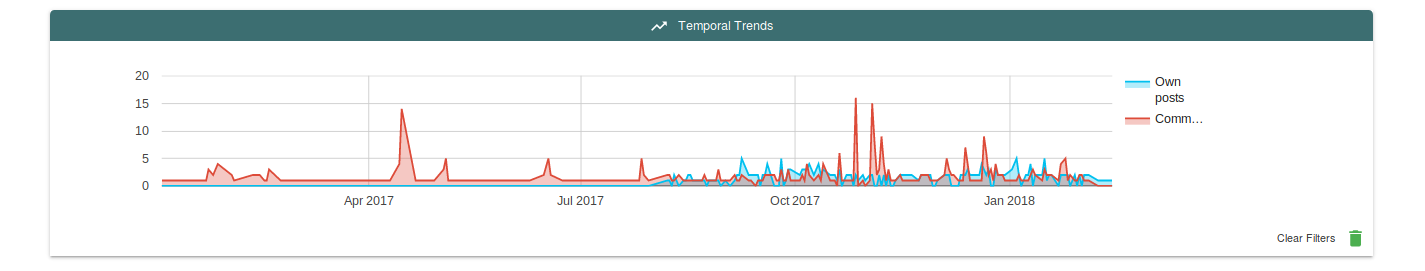 Temporal Trends
20
15
10
5
0
Apr 2017
Jul 2017
Oct 2017
Jan 2018
Own
posts
Comm...
Clear Filters